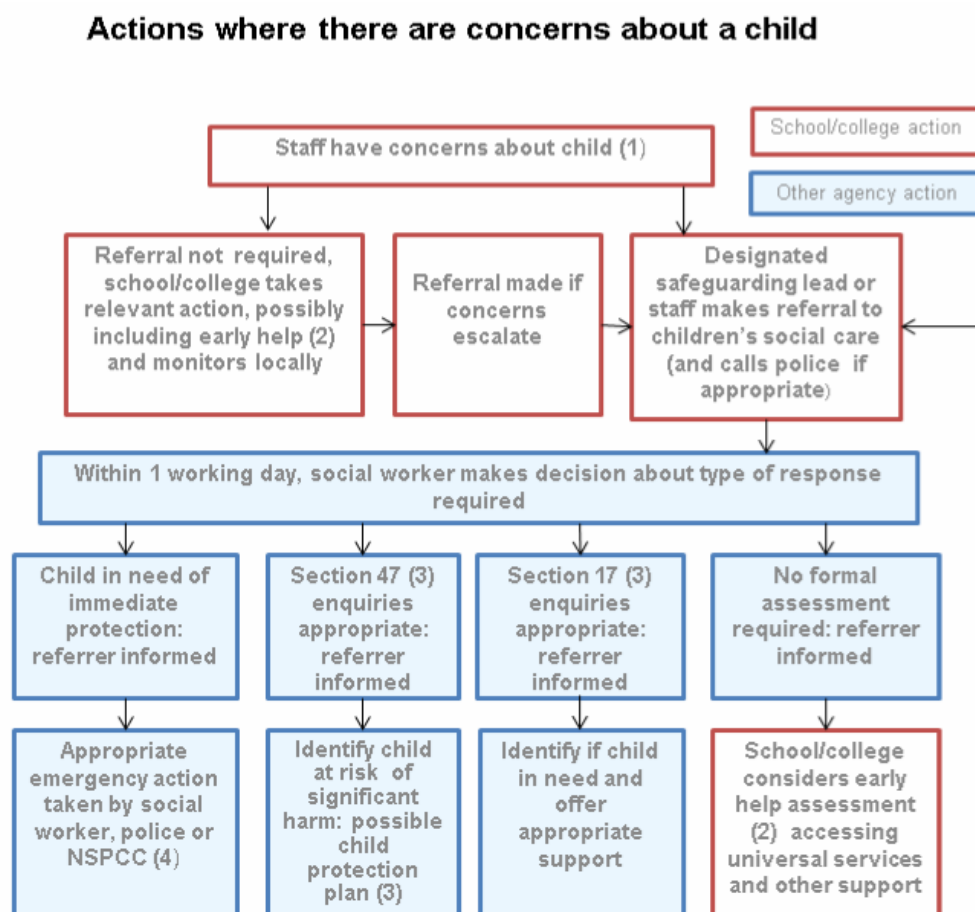 Actions where there are concerns about a child
School/college action
Staff have concerns about child (1)
Other agency action
Referral not required,
school/college takes
relevant action, possibly
including early help (2)
and monitors locally
Referral made if
concerns
escalate
Designated
safeguarding lead or
staff makes referral to
children's social care
(and calls police if
appropriate)
Within 1 working day, social worker makes decision about type of response
required
Child in need of
immediate
protection:
referrer informed
Section 47 (3)
enquiries
appropriate:
referrer
informed
Section 17 (3)
enquiries
appropriate:
referrer
informed
No formal
assessment
required: referrer
informed
Appropriate
emergency action
taken by social
worker, police or
NSPCC (4)
Identify child
at risk of
significant
harm: possible
child
protection
plan (3)
Identify if child
in need and
offer
appropriate
support
School/college
considers early
help assessment
(2) accessing
universal services
and other support